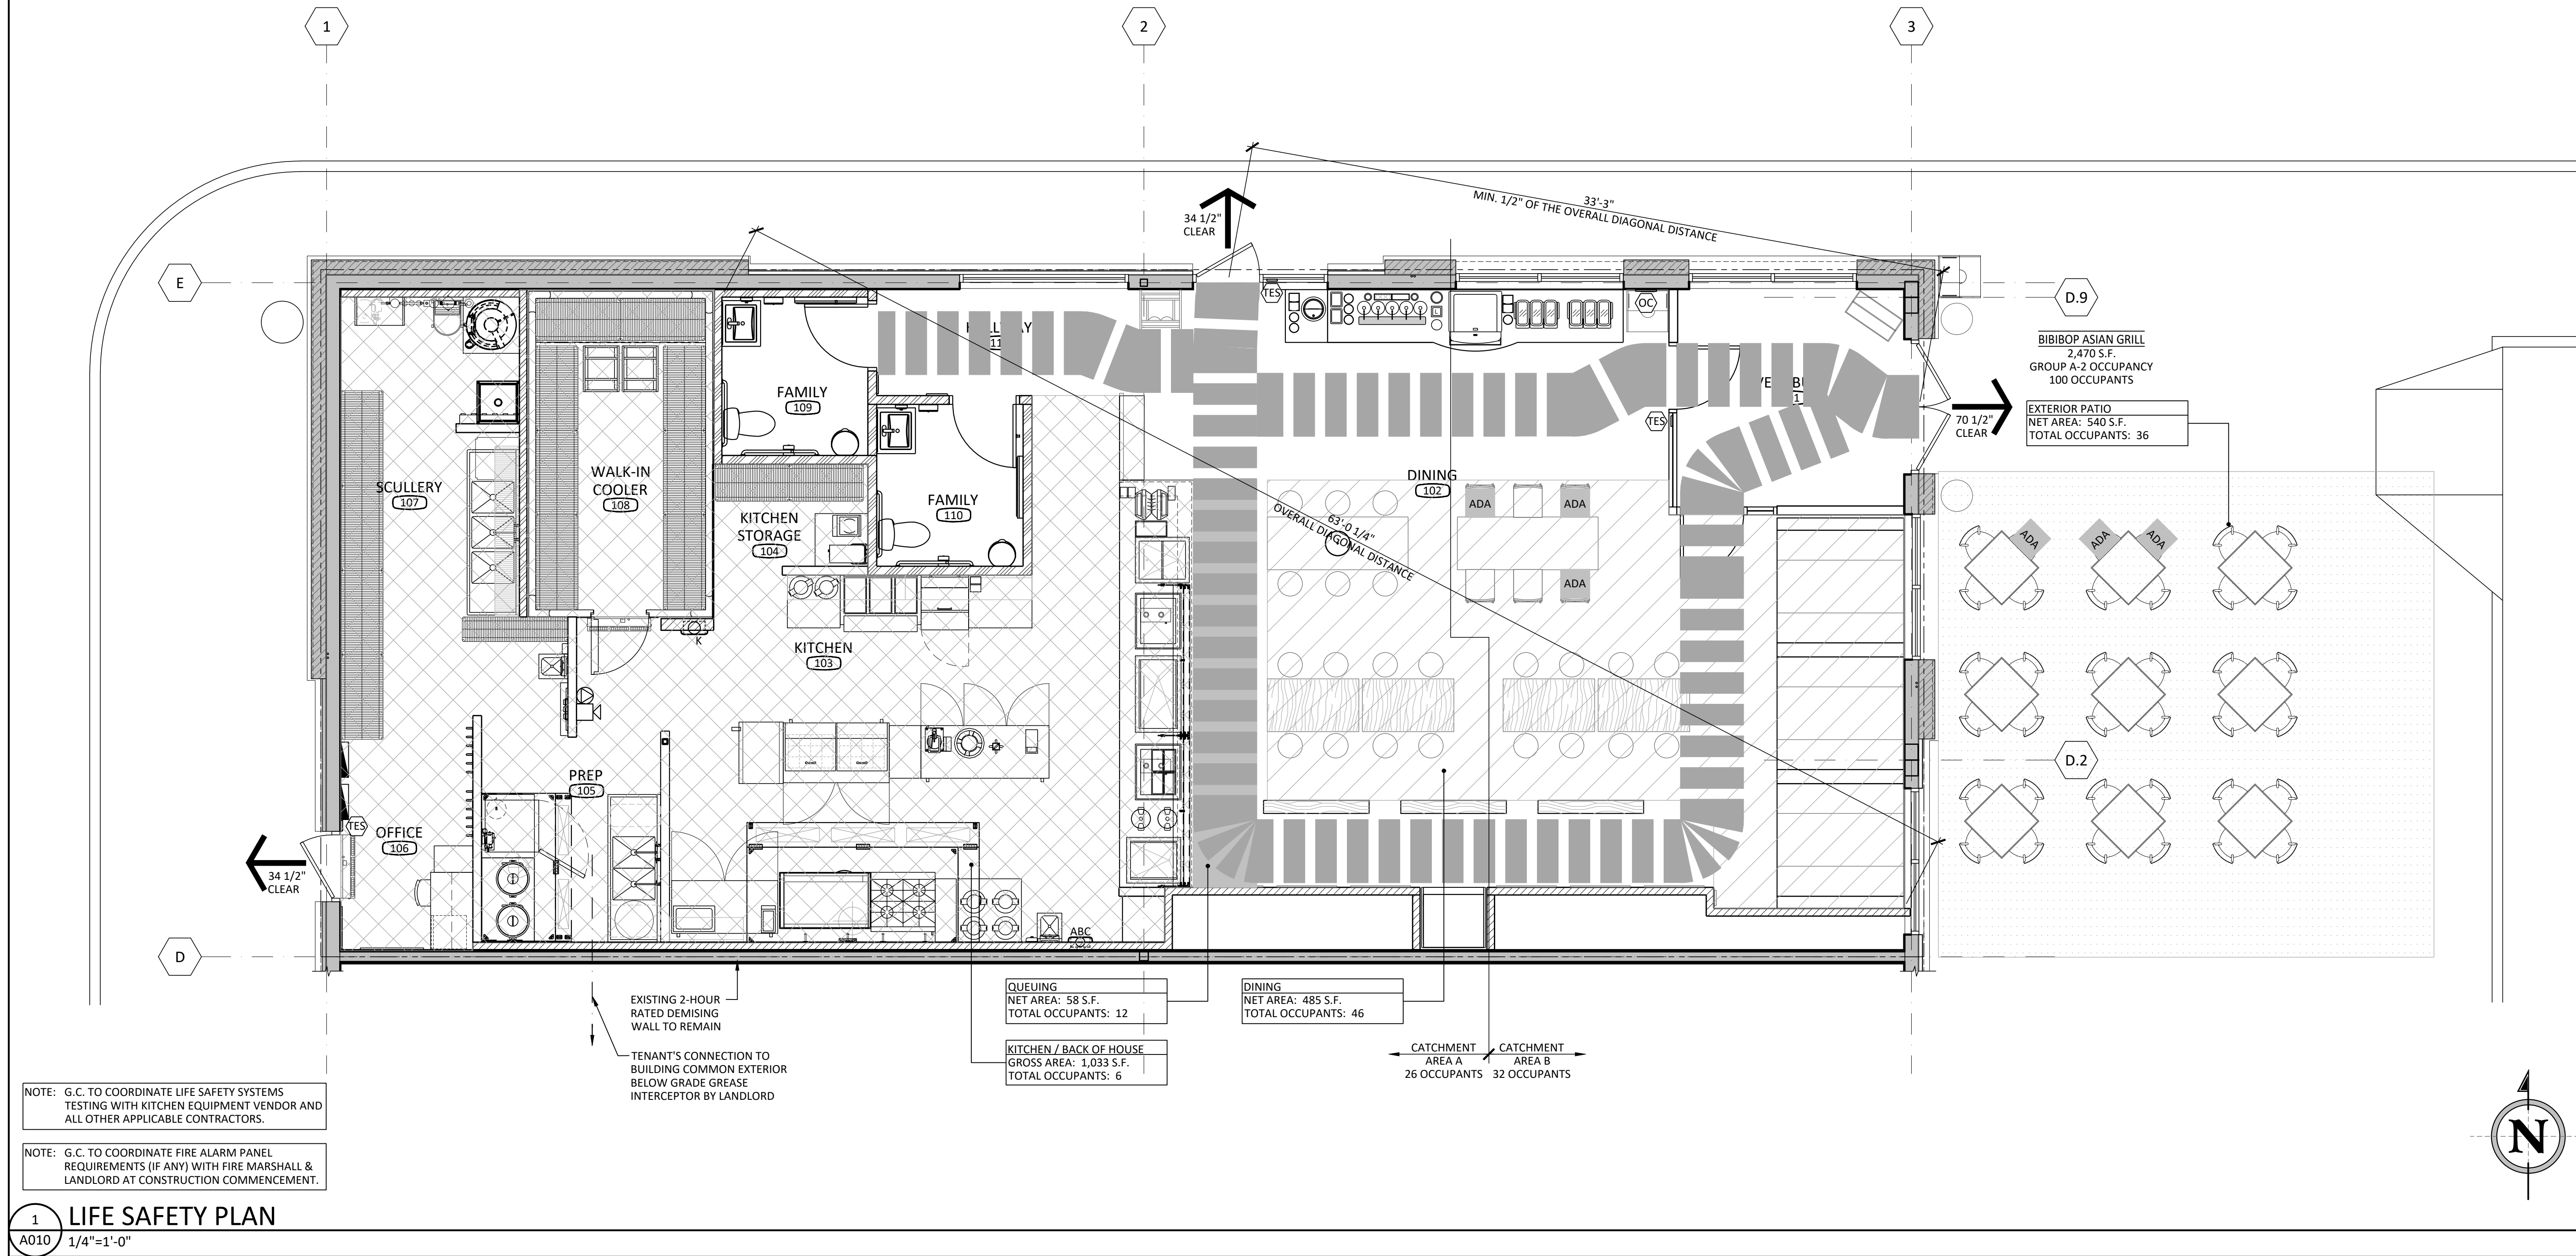 1
2
3
33'-3"
MIN. 1/2" OF THE OVERALL DIAGONAL DISTANCE
34 1/2"
CLEAR
E
TES
OC
D.9
BIBIBOP ASIAN GRILL
2,470 S.F.
GROUP A-2 OCCUPANCY
100 OCCUPANTS
FAMILY
109
EXTERIOR PATIO
NET AREA: 540 S.F.
TOTAL OCCUPANTS: 36
70 1/2"
CLEAR
TES
SCULLERY
107
WALK-IN
COOLER
108
KITCHEN
STORAGE
104
FAMILY
110
DINING
102
ADA
ADA
ADA
ADA
ADA
ADA
63'-0 1/4"
OVERALL DIAGONAL DISTANCE
K
KITCHEN
103
PREP
105
D.2
TES
OFFICE
106
34 1/2"
CLEAR
ABC
D
EXISTING 2-HOUR
RATED DEMISING
WALL TO REMAIN
TENANT'S CONNECTION TO
BUILDING COMMON EXTERIOR
BELOW GRADE GREASE
INTERCEPTOR BY LANDLORD
QUEUING
NET AREA: 58 S.F.
TOTAL OCCUPANTS: 12
KITCHEN / BACK OF HOUSE
GROSS AREA: 1,033 S.F.
TOTAL OCCUPANTS: 6
DINING
NET AREA: 485 S.F.
TOTAL OCCUPANTS: 46
CATCHMENT
AREA A
26 OCCUPANTS
CATCHMENT
AREA B
32 OCCUPANTS
NOTE: G.C. TO COORDINATE LIFE SAFETY SYSTEMS
TESTING WITH KITCHEN EQUIPMENT VENDOR AND
ALL OTHER APPLICABLE CONTRACTORS.
NOTE: G.C. TO COORDINATE FIRE ALARM PANEL
REQUIREMENTS (IF ANY) WITH FIRE MARSHALL &
LANDLORD AT CONSTRUCTION COMMENCEMENT.
N
1
A010
LIFE SAFETY PLAN
1/4"=1'-0"